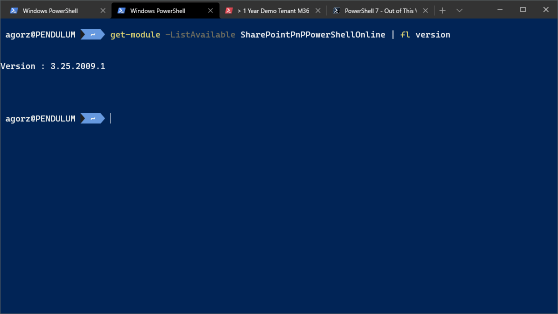 Windows PowerShell
Windows PowerShell
> 1 Year Demo Tenant M36
PowerShell 7 - Out of This
agorz@PENDULUM ~ get-module -ListAvailable SharePointPnPPowerShellOnline | fl version
Version : 3.25.2009.1
agorz@PENDULUM ~